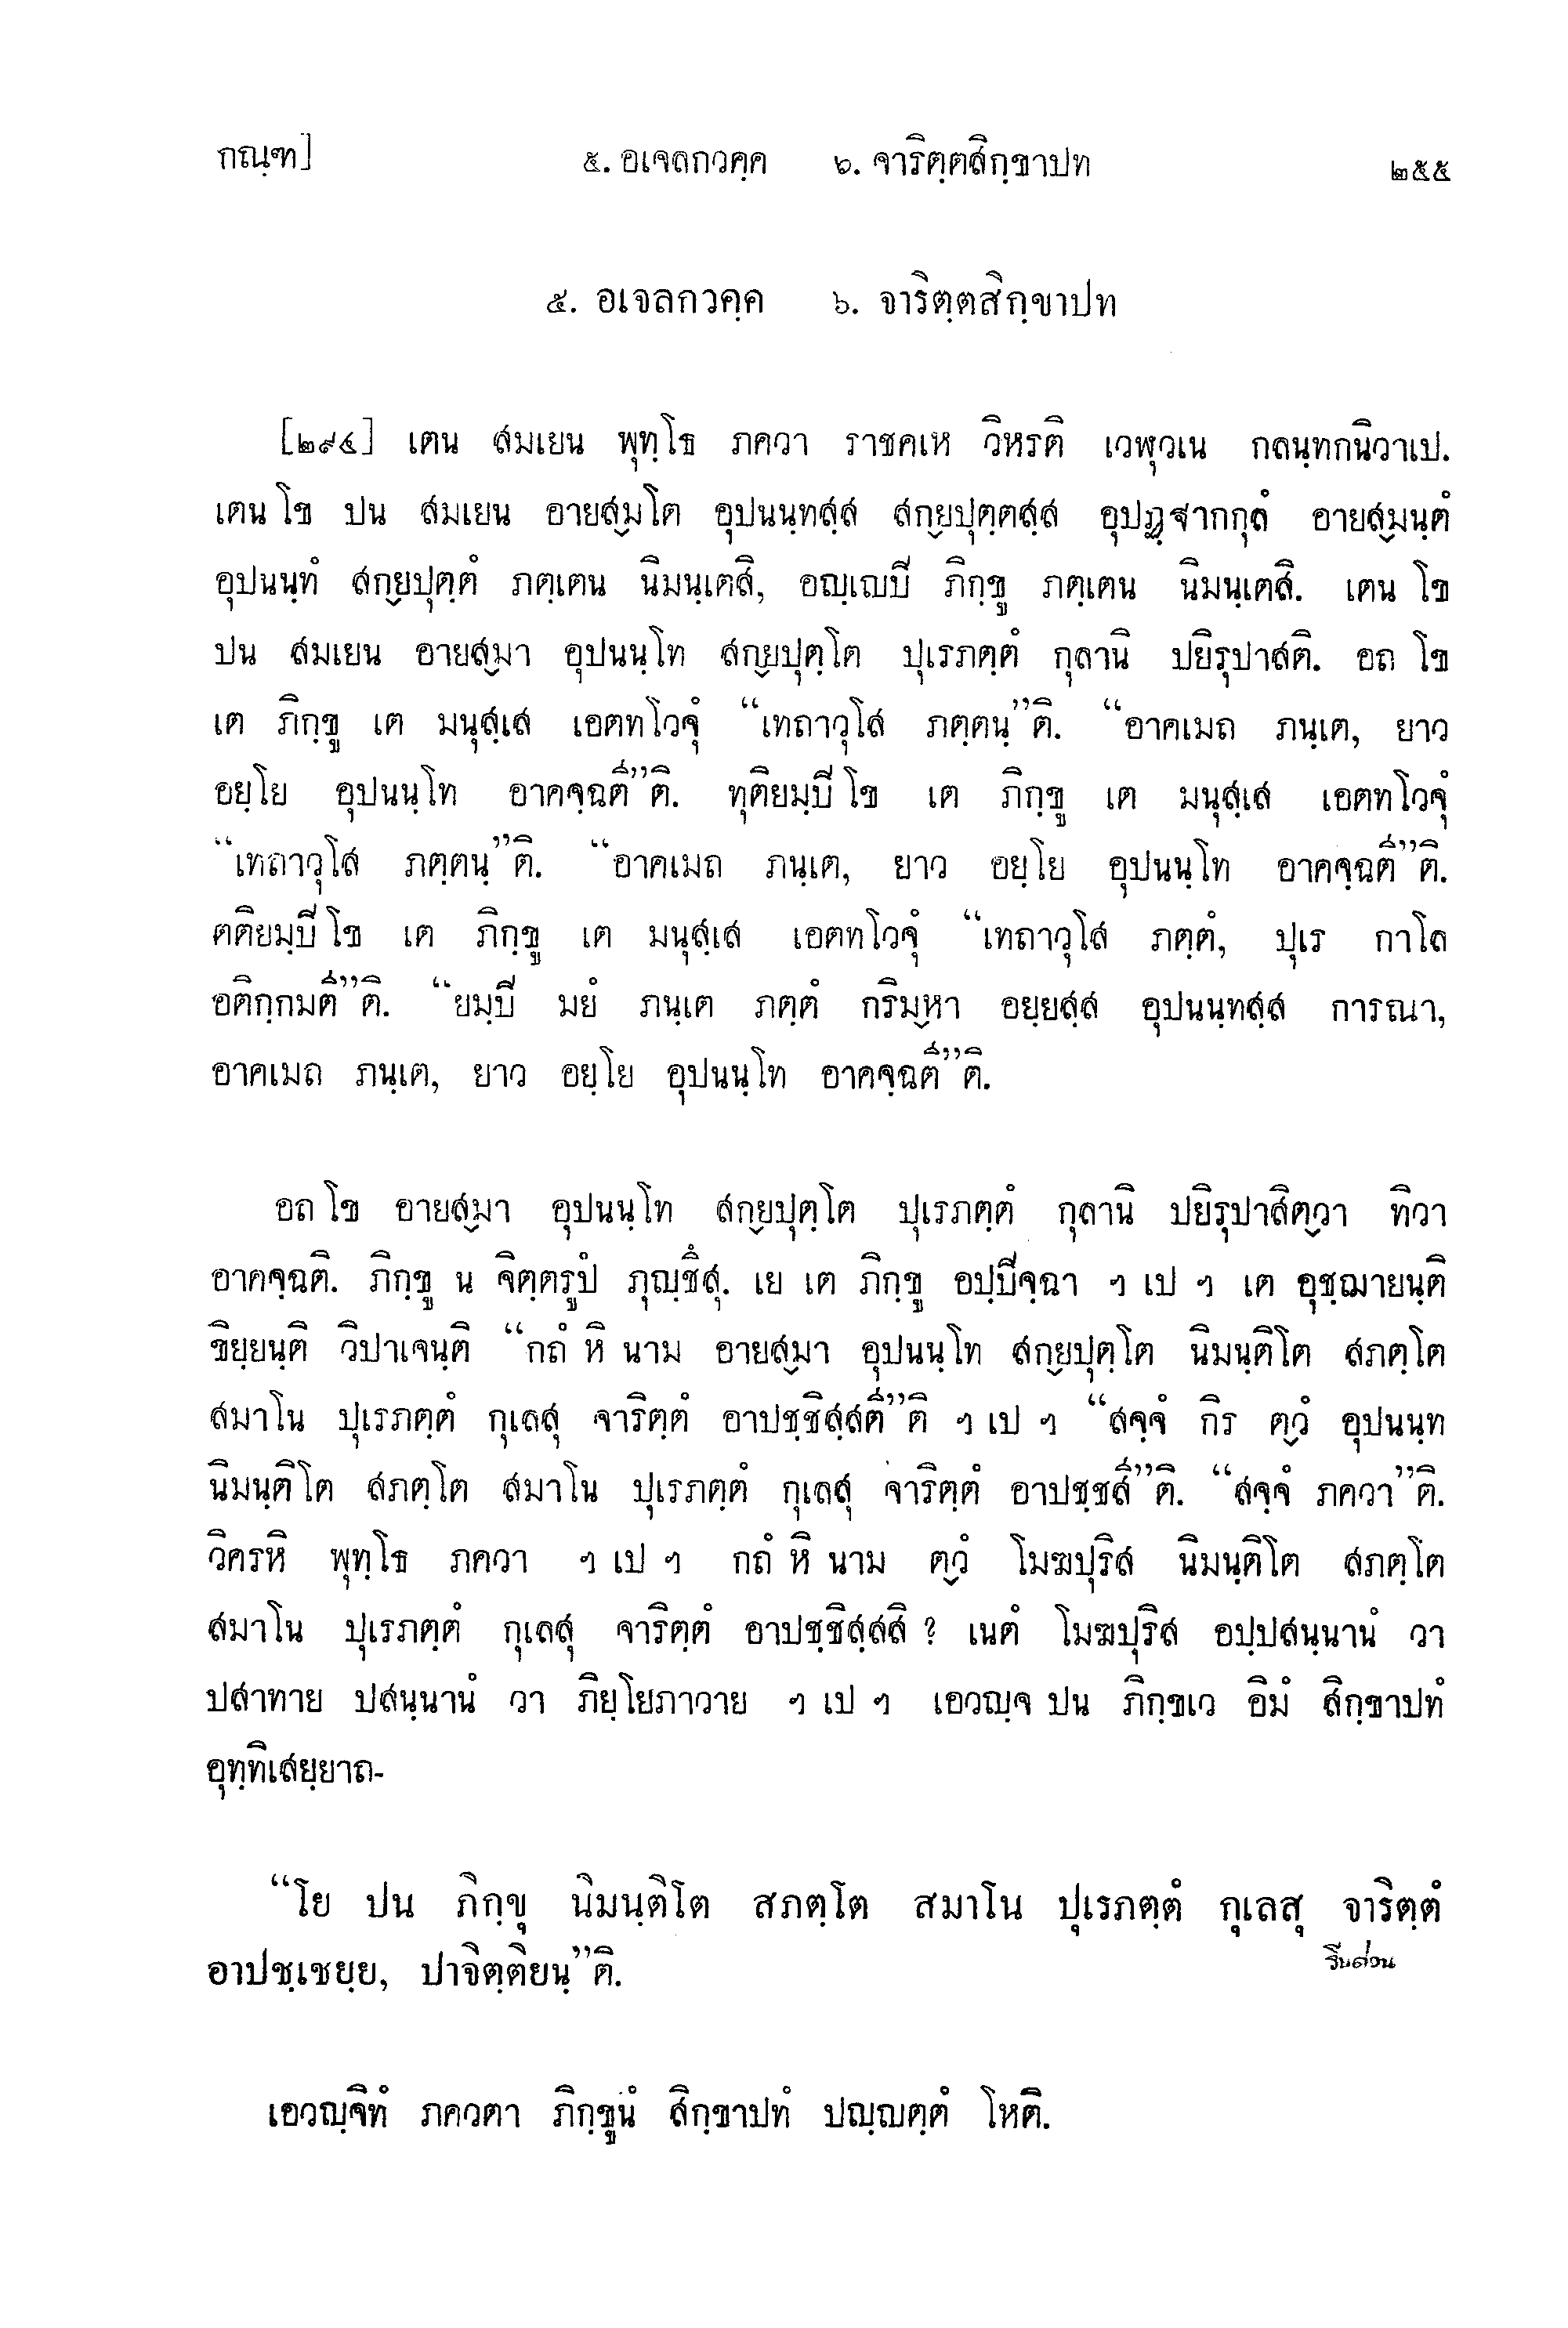 กณฺฑ] ๕. อเจลกวคฺค ๖. จาริตฺตสิกฺขาปท ๒๕๕
๕. อเจลกวคฺค ๖. จาริตฺตสิกฺขาปท
[๒๙๔] เตน สมเยน พุทฺโธ ภควา ราชคเห วิหรติ เวฬุวเน กลนฺทกนิวาเป.
เตน โข ปน สมเยน อายสฺมโต อุปนนฺทสฺส สกฺยปุตฺตสฺส อุปฏฺฐากกุลํ อายสฺมนฺตํ
อุปนนฺทํ สกฺยปุตฺตํ ภตฺเตน นิมนฺเตสิ, อญฺเญปิ ภิกฺขู ภตฺเตน นิมนฺเตสิ. เตน โข
ปน สมเยน อายสฺมา อุปนนฺโท สกฺยปุตฺโต ปุเรภตฺตํ กุลานิ ปยิรุปาสติ. อถ โข
เต ภิกฺขู เต มนุสฺเส เอตทโวจุํ “เทถาวุโส ภตฺตนฺ”ติ. “อาคเมถ ภนฺเต, ยาว
อยฺโย อุปนนฺโท อาคจฺฉตี”ติ. ทุติยมฺปิ โข เต ภิกฺขู เต มนุสฺเส เอตทโวจุํ
“เทถาวุโส ภตฺตนฺ”ติ. “อาคเมถ ภนฺเต, ยาว อยฺโย อุปนนฺโท อาคจฺฉตี”ติ.
ตติยมฺปิ โข เต ภิกฺขู เต มนุสฺเส เอตทโวจุํ “เทถาวุโส ภตฺตํ, ปุเร กาโล
อติกฺกมตี”ติ. “ยมฺปิ มยํ ภนฺเต ภตฺตํ กริมฺหา อยฺยสฺส อุปนนฺทสฺส การณา,
อาคเมถ ภนฺเต, ยาว อยฺโย อุปนนฺโท อาคจฺฉตี”ติ.
อถ โข อายสฺมา อุปนนฺโท สกฺยปุตฺโต ปุเรภตฺตํ กุลานิ ปยิรุปาสิตฺวา ทิวา
อาคจฺฉติ. ภิกฺขู น จิตฺตรูปํ ภุญฺชึสุ. เย เต ภิกฺขู อปฺปิจฺฉา ฯ เป ฯ เต อุชฺฌายนฺติ
ขิยฺยนฺติ วิปาเจนฺติ “กถํ หิ นาม อายสฺมา อุปนนฺโท สกฺยปุตฺโต นิมนฺติโต สภตฺโต
สมาโน ปุเรภตฺตํ กุเลสุ จาริตฺตํ อาปชฺชิสฺสตี”ติ ฯ เป ฯ “สจฺจํ กิร ตฺวํ อุปนนฺท
นิมนฺติโต สภตฺโต สมาโน ปุเรภตฺตํ กุเลสุ จาริตฺตํ อาปชฺชสี”ติ. “สจฺจํ ภควา”ติ.
วิครหิ พุทฺโธ ภควา ฯ เป ฯ กถํ หิ นาม ตฺวํ โมฆปุริส นิมนฺติโต สภตฺโต
สมาโน ปุเรภตฺตํ กุเลสุ จาริตฺตํ อาปชฺชิสฺสสิ ? เนตํ โมฆปุริส อปฺปสนฺนานํ วา
ปสาทาย ปสนฺนานํ วา ภิยฺโยภาวาย ฯ เป ฯ เอวญฺจ ปน ภิกฺขเว อิมํ สิกฺขาปทํ
อุทฺทิเสยฺยาถ-
“โย ปน ภิกฺขุ นิมนฺติโต สภตฺโต สมาโน ปุเรภตฺตํ กุเลสุ จาริตฺตํ
อาปชฺเชยฺย, ปาจิตฺติยนฺ”ติ.
รีบด่วน
เอวญฺจิทํ ภควตา ภิกฺขูนํ สิกฺขาปทํ ปญฺญตฺตํ โหติ.